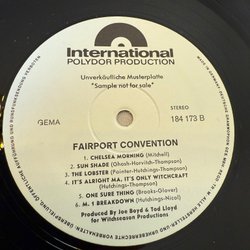 International
POLYDOR PRODUCTION
Unverkäufliche Musterplatte
"Sample not for sale"
STEREO
GEMA
184 173 B
FAIRPORT CONVENTION
1. CHELSEA MORNING (Mitchell)
2. SUN SHADE (Ghosh-Horvitch-Thompson)
3. THE LOBSTER (Painter-Hutchings-Thompson)
4. IT'S ALRIGHT MA, IT'S ONLY WITCHCRAFT
(Hutchings-Thompson)
5. ONE SURE THING (Brooks-Glover)
6. M. 1 BREAKDOWN (Hutchings-Nicol)
Produced By Joe Boyd & Tod Lloyd
for Witchseason Productions